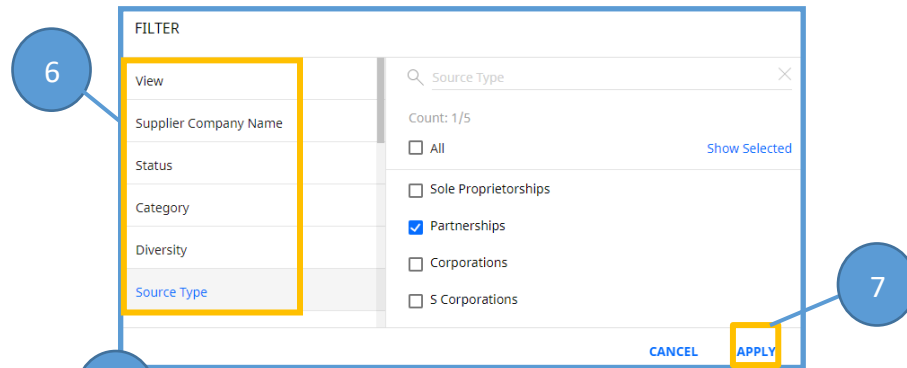 FILTER
6
View
Supplier Company Name
Status
Category
Diversity
Source Type
Source Type
Count: 1/5
All
Show Selected
Sole Proprietorships
Partnerships
Corporations
S Corporations
7
CANCEL
APPLY